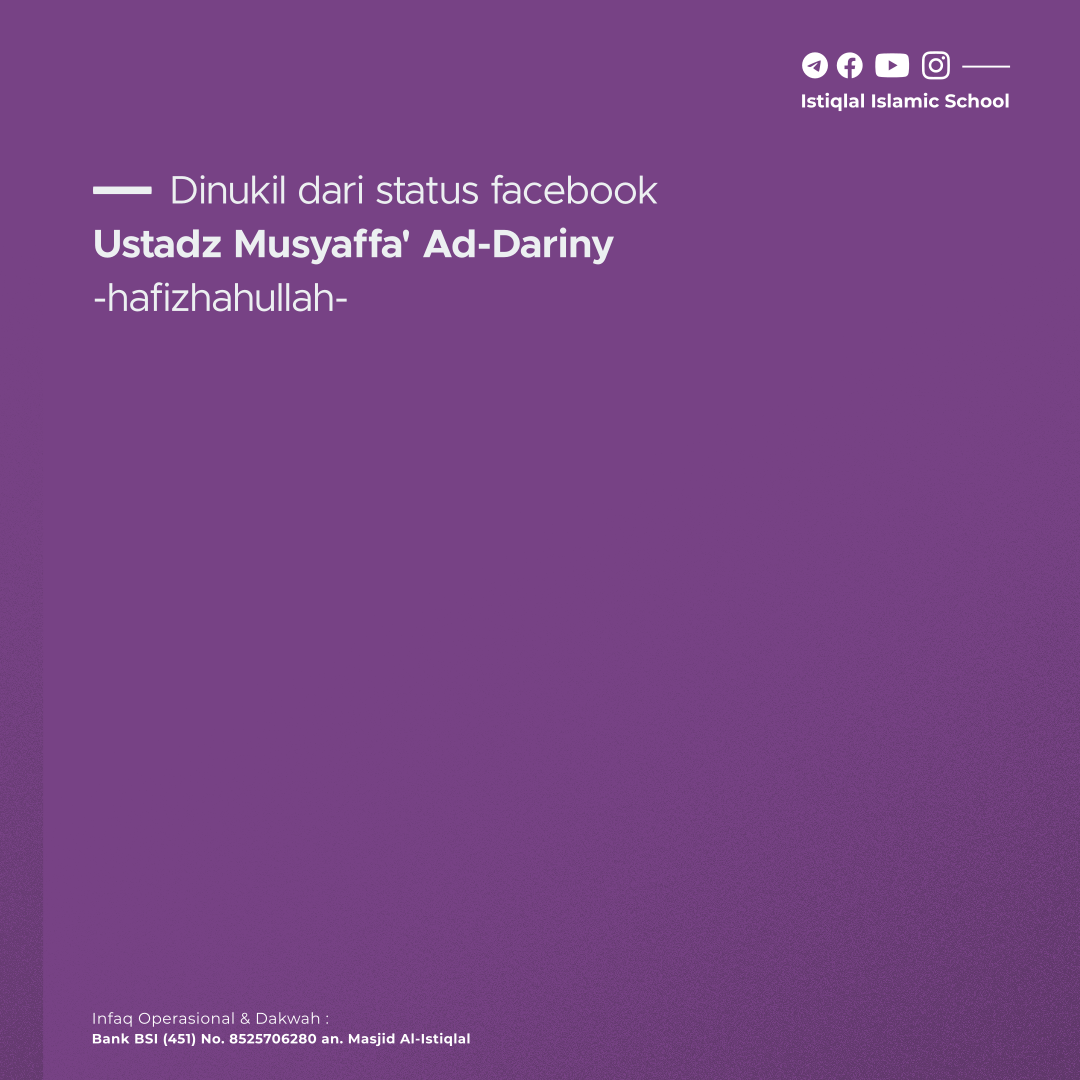 Istiqlal Islamic School
Dinukil dari status facebook
Ustadz Musyaffa' Ad-Dariny
-hafizhahullah-
Infaq Operasional & Dakwah :
Bank BSI (451) No. 8525706280 an. Masjid Al-Istiqlal